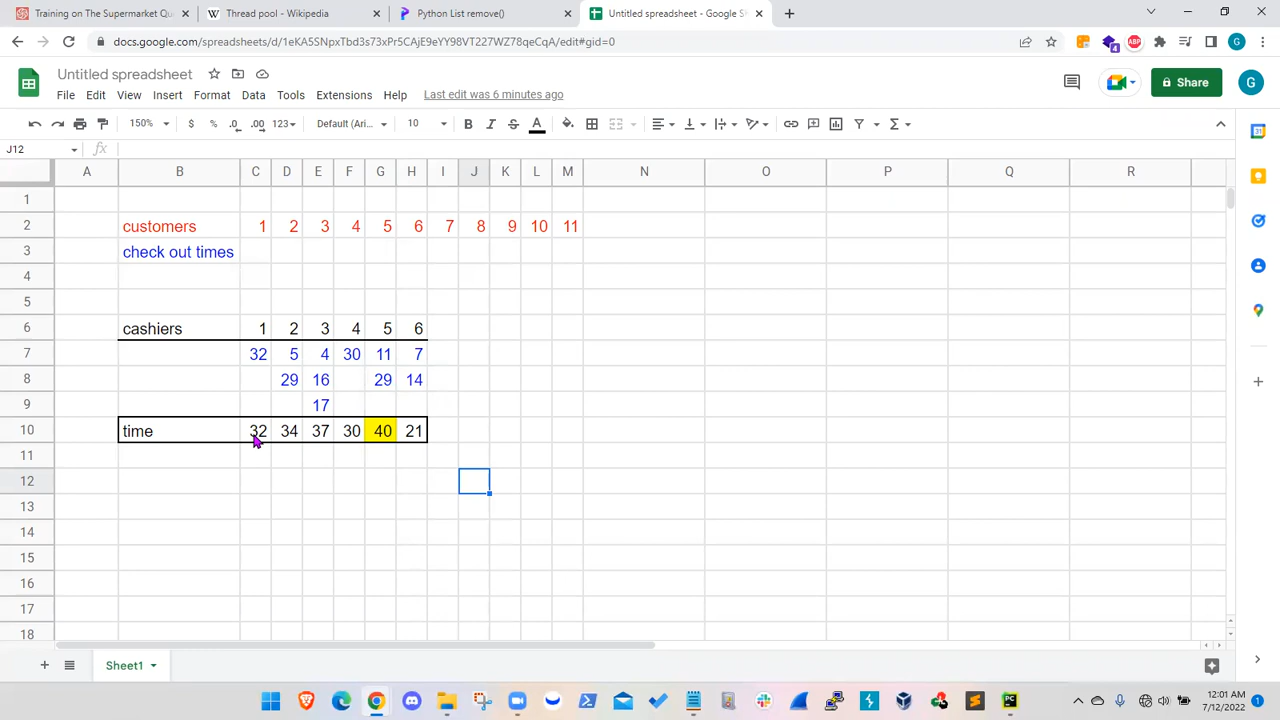 Training on The Supermarket Qu
Thread pool - Wikipedia
Python List remove()
Untitled spreadsheet - Google Sh
docs.google.com/spreadsheets/d/1eKA5SNpxTbd3s73xPr5CAjE9eYY98VT227WZ78qeCqA/edit#gid=0
Untitled spreadsheet
Share
File Edit View Insert Format Data Tools Extensions Help Last edit was 6 minutes ago
150% $ % .0 .00 123 Default (Ari... 10 B I S A
J12 fx
A B C D E F G H I J K L M N O P Q R
1
2 customers 1 2 3 4 5 6 7 8 9 10 11
3 check out times
4
5
6 cashiers 1 2 3 4 5 6
7 32 5 4 30 11 7
8 29 16 29 14
9 17
10 time 32 34 37 30 40 21
11
12
13
14
15
16
17
18
Sheet1
12:01 AM
7/12/2022